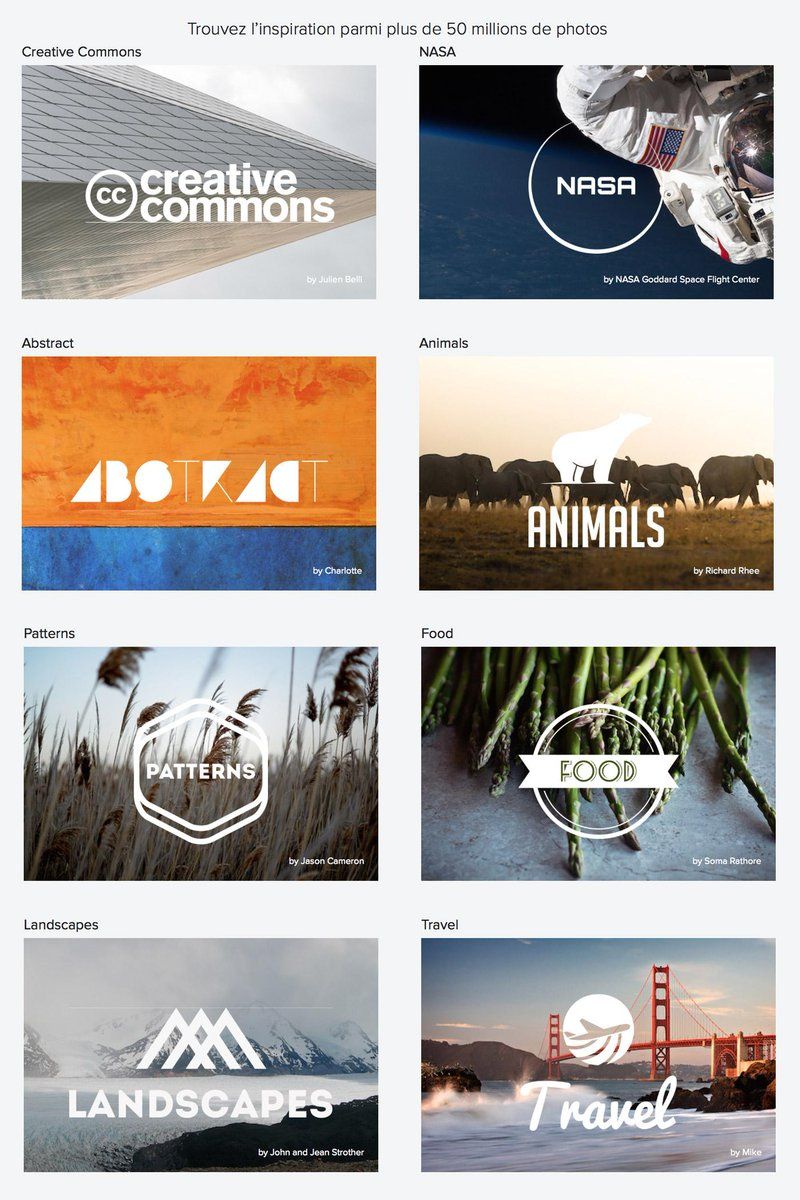 Trouvez l’inspiration parmi plus de 50 millions de photos
Creative Commons
NASA
cc creative
commons
by Julien Belli
NASA
by NASA Goddard Space Flight Center
Abstract
Animals
ABSTRACT
by Charlotte
ANIMALS
by Richard Rhee
Patterns
Food
PATTERNS
by Jason Cameron
FOOD
by Soma Rathore
Landscapes
Travel
LANDSCAPES
by John and Jean Strother
Travel
by Mike